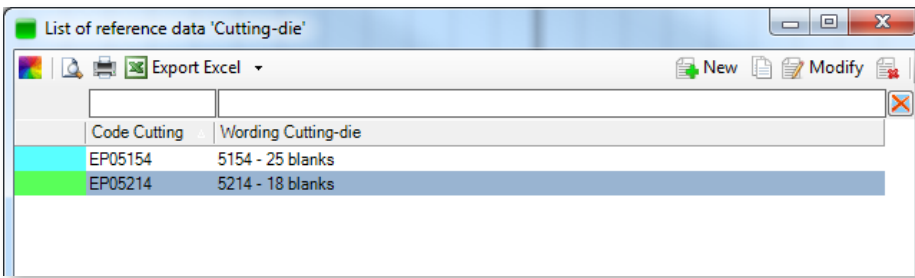 List of reference data 'Cutting-die'
Export Excel New Modify
Code Cutting Wording Cutting-die
EP05154 5154 - 25 blanks
EP05214 5214 - 18 blanks